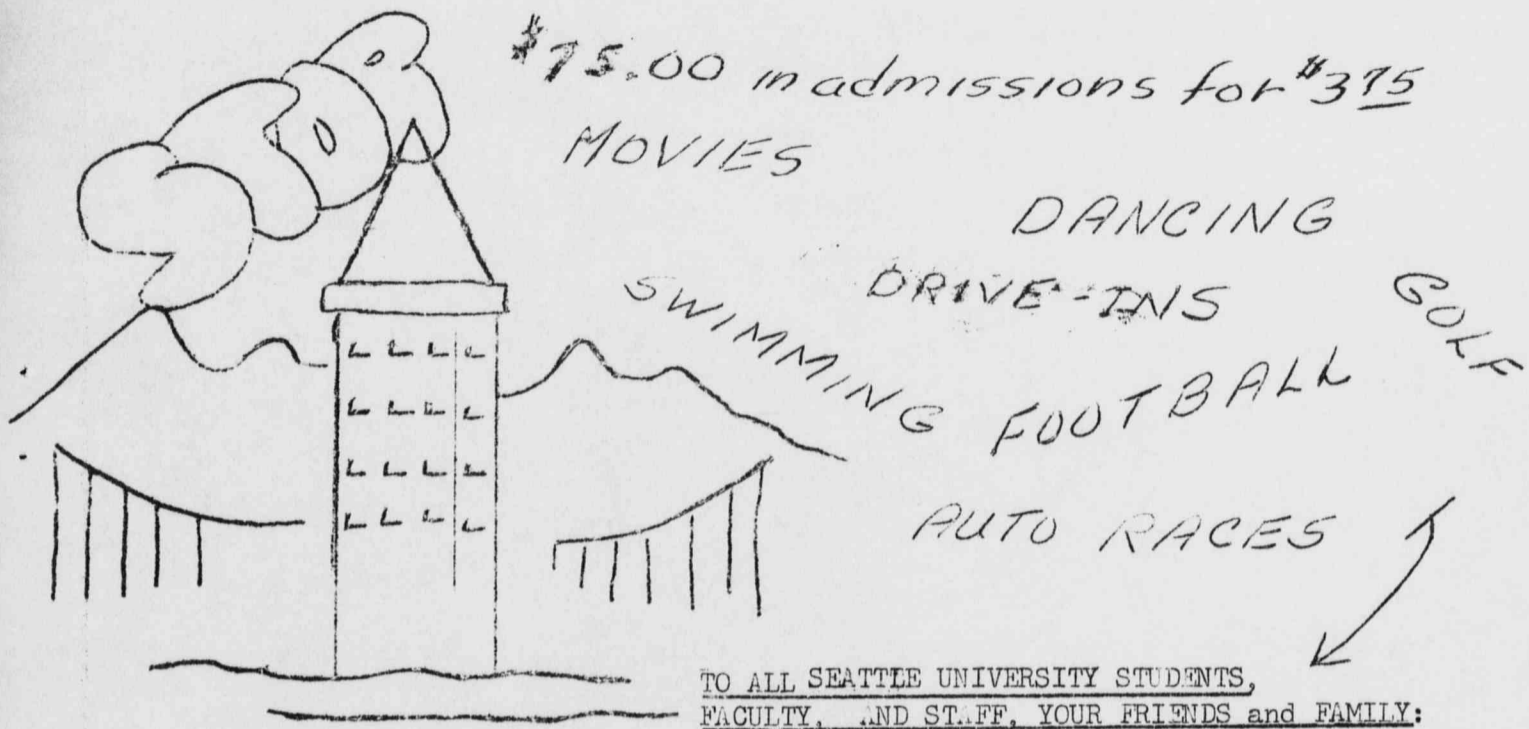 $75.00 in admissions for $3 75
MOVIES
DANCING
DRIVE-INS
SWIMMING
GOLF
FOOTBALL
AUTO RACES
TO ALL SEATTLE UNIVERSITY STUDENTS,
FACULTY, AND STAFF, YOUR FRIENDS and FAMILY: